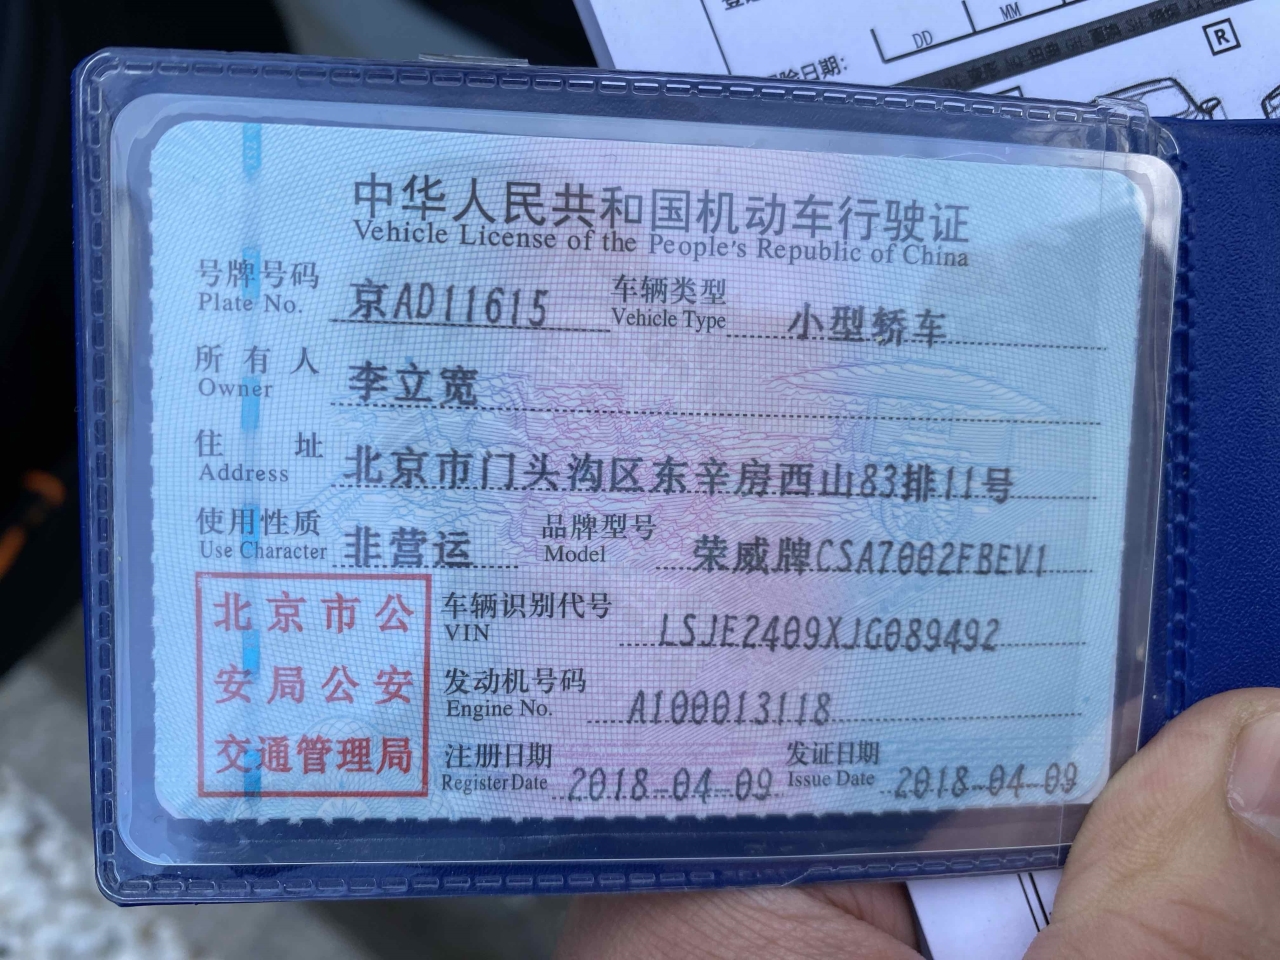 DD
MM
R
险日期:
中华人民共和国机动车行驶证
Vehicle License of the People's Republic of China
号牌号码 京AD11615 车辆类型 小型轿车
Plate No. Vehicle Type
所有人 李立宽
Owner
住址 北京市门头沟区东辛房西山83排11号
Address
使用性质 非营运 品牌型号 荣威牌CSA7002FBEV1
Use Character Model
北京市公
安局公安
交通管理局
车辆识别代号 LSJE2409XJG089492
VIN
发动机号码 A100013118
Engine No.
注册日期 2018-04-09 发证日期 2018-04-09
Register Date Issue Date